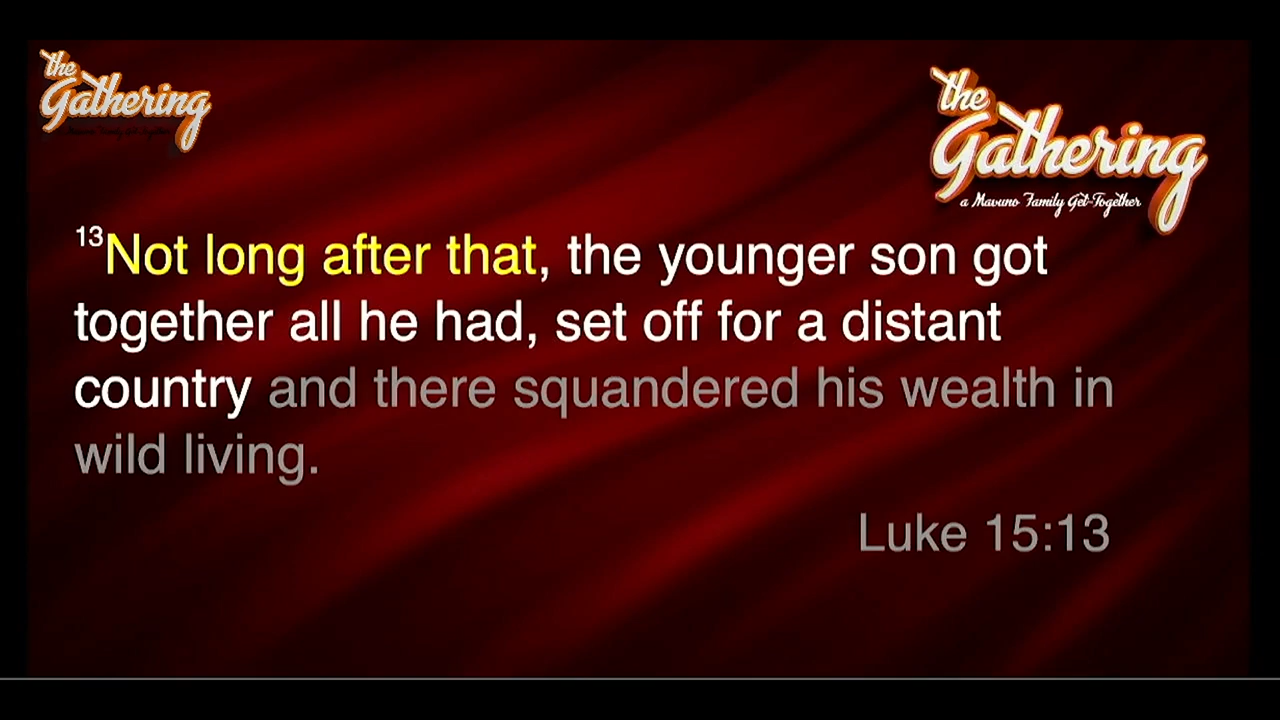 the
Gathering
the
Gathering
a Mavuno Family Get-Together
13Not long after that, the younger son got
together all he had, set off for a distant
country and there squandered his wealth in
wild living.
Luke 15:13